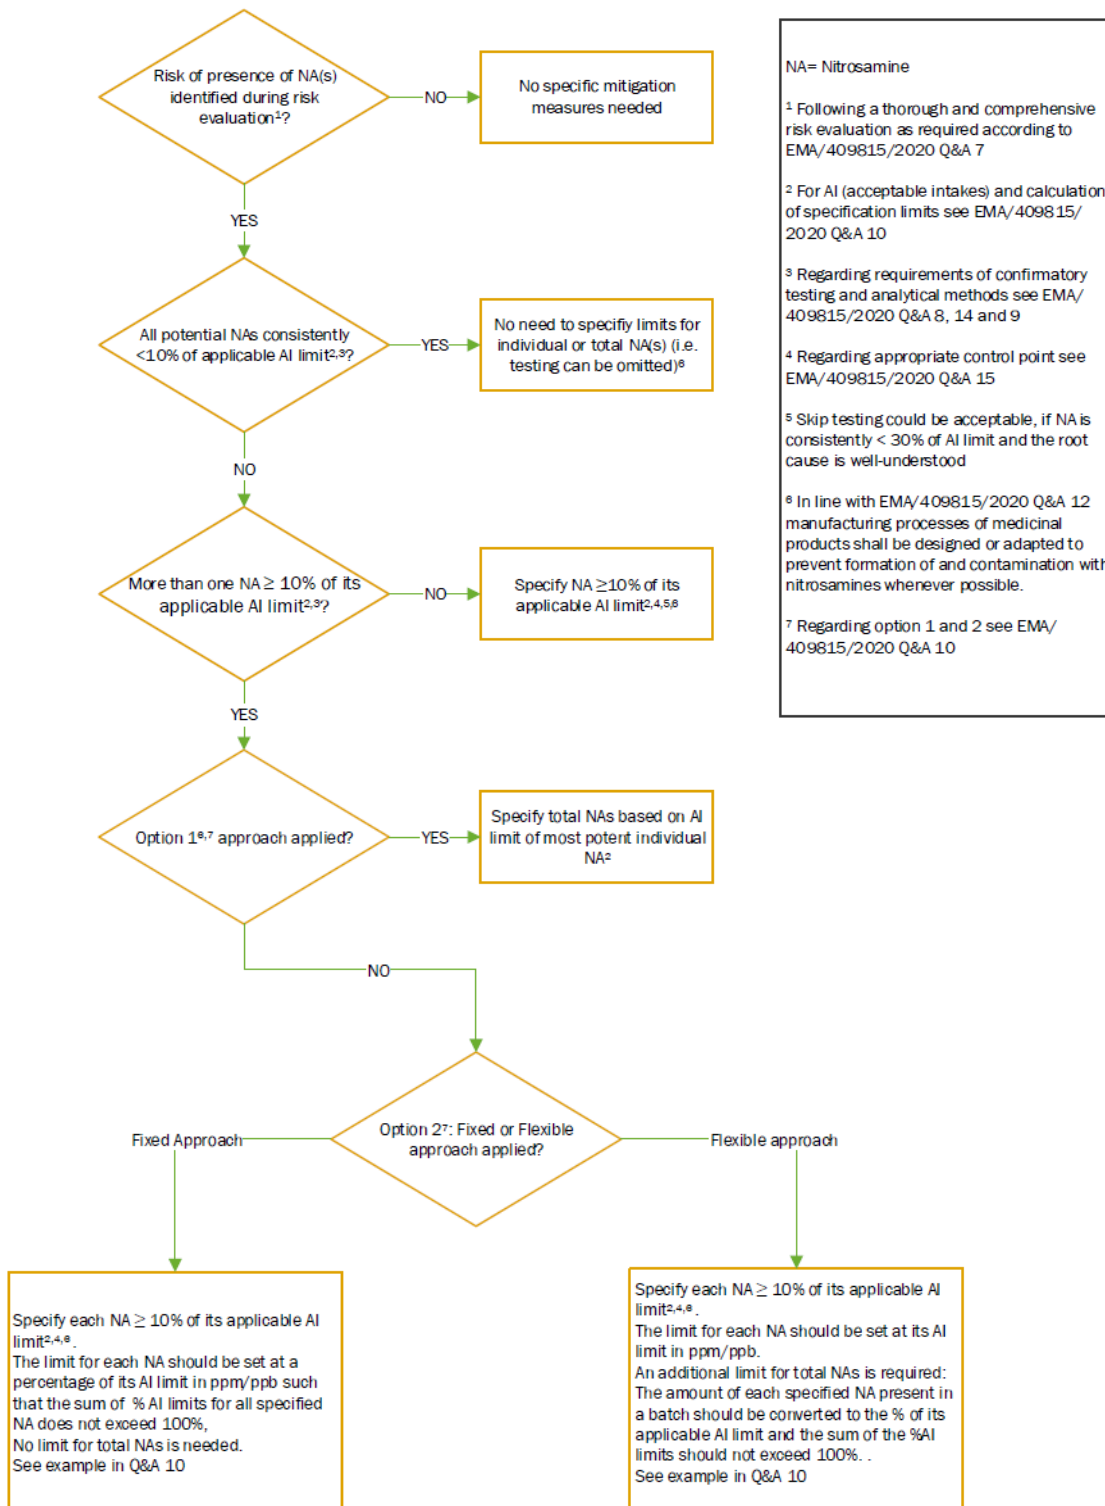 Risk of presence of NA(s)
identified during risk
evaluation¹?
NO
No specific mitigation
measures needed
YES
All potential NAs consistently
<10% of applicable AI limit²,³?
YES
No need to specifiy limits for
individual or total NA(s) (i.e.
testing can be omitted)⁶
NO
More than one NA ≥ 10% of its
applicable AI limit²,³?
NO
Specify NA ≥10% of its
applicable AI limit²,⁴,⁵,⁶
YES
Option 1⁶,⁷ approach applied?
YES
Specify total NAs based on AI
limit of most potent individual
NA²
NO
Option 2⁷: Fixed or Flexible
approach applied?
Fixed Approach
Flexible approach
Specify each NA ≥ 10% of its applicable AI
limit²,⁴,⁶.
The limit for each NA should be set at a
percentage of its AI limit in ppm/ppb such
that the sum of % AI limits for all specified
NA does not exceed 100%,
No limit for total NAs is needed.
See example in Q&A 10
Specify each NA ≥ 10% of its applicable AI
limit²,⁴,⁶.
The limit for each NA should be set at its AI
limit in ppm/ppb.
An additional limit for total NAs is required:
The amount of each specified NA present in
a batch should be converted to the % of its
applicable AI limit and the sum of the %AI
limits should not exceed 100%. .
See example in Q&A 10
NA= Nitrosamine
¹ Following a thorough and comprehensive
risk evaluation as required according to
EMA/409815/2020 Q&A 7
² For AI (acceptable intakes) and calculation
of specification limits see EMA/409815/
2020 Q&A 10
³ Regarding requirements of confirmatory
testing and analytical methods see EMA/
409815/2020 Q&A 8, 14 and 9
⁴ Regarding appropriate control point see
EMA/409815/2020 Q&A 15
⁵ Skip testing could be acceptable, if NA is
consistently < 30% of AI limit and the root
cause is well-understood
⁶ In line with EMA/409815/2020 Q&A 12
manufacturing processes of medicinal
products shall be designed or adapted to
prevent formation of and contamination with
nitrosamines whenever possible.
⁷ Regarding option 1 and 2 see EMA/
409815/2020 Q&A 10